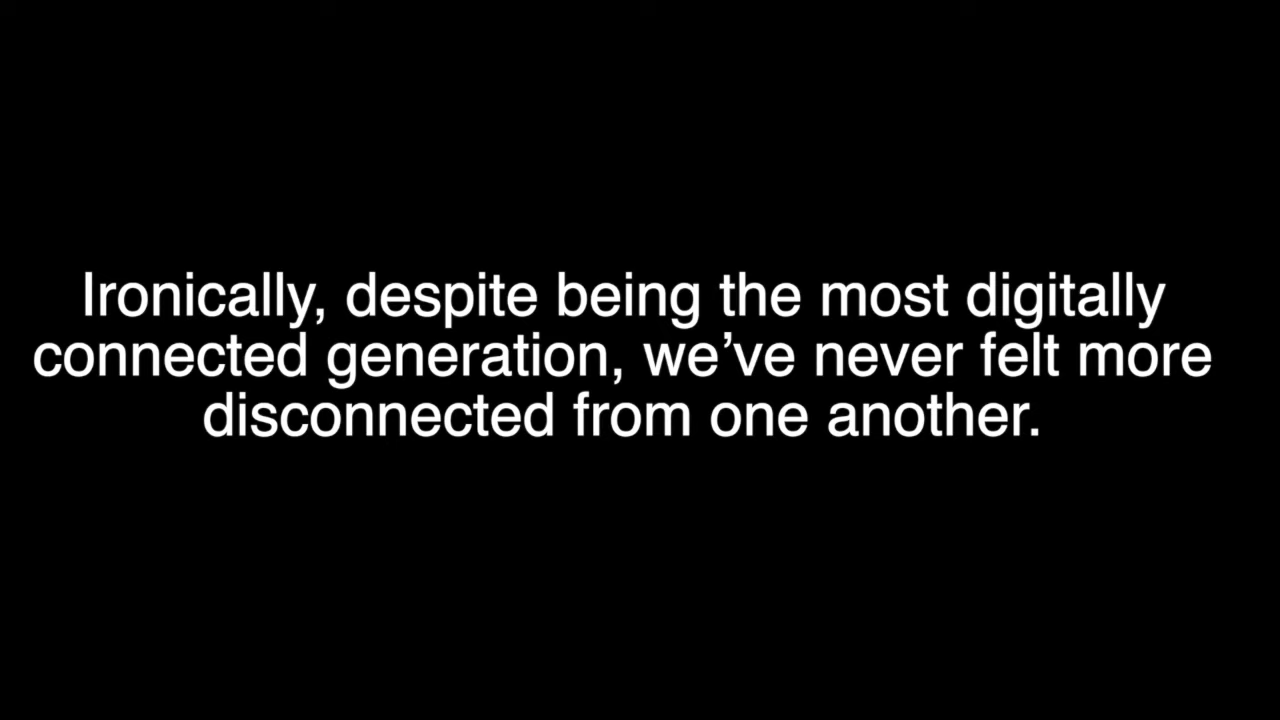 Ironically, despite being the most digitally
connected generation, we’ve never felt more
disconnected from one another.